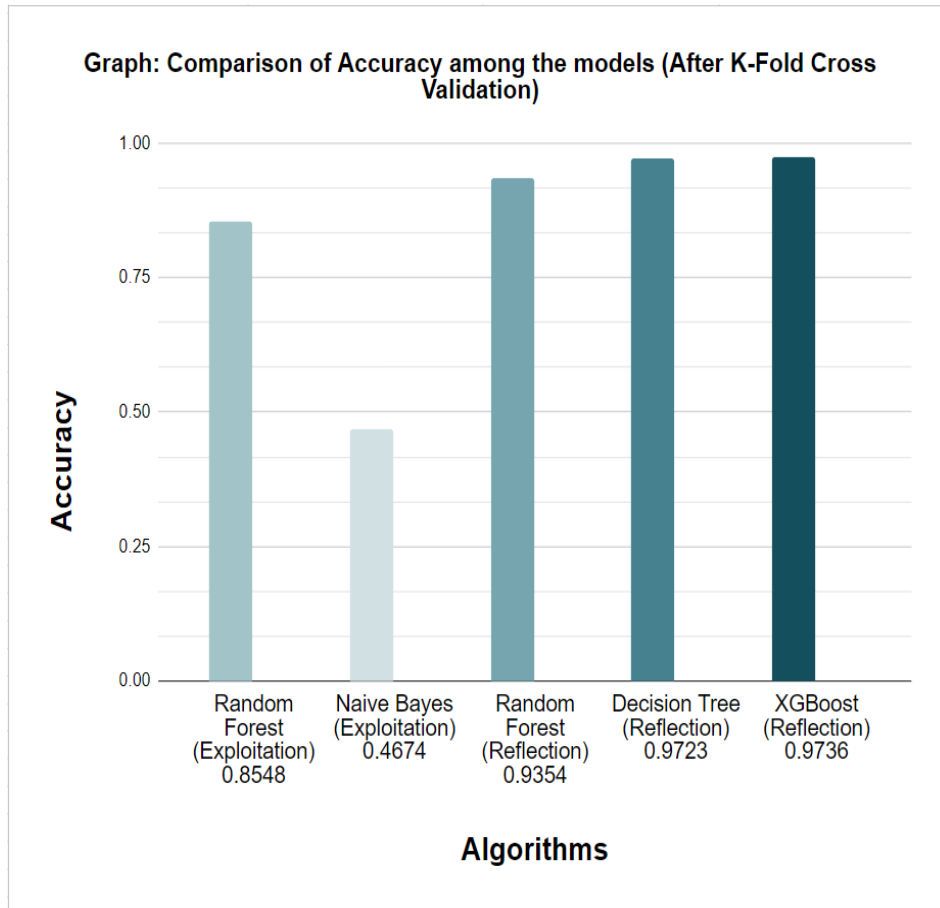 Graph: Comparison of Accuracy among the models (After K-Fold Cross
Validation)
1.00
0.75
0.50
0.25
0.00
Accuracy
Random
Forest
(Exploitation)
0.8548
Naive Bayes
(Exploitation)
0.4674
Random
Forest
(Reflection)
0.9354
Decision Tree
(Reflection)
0.9723
XGBoost
(Reflection)
0.9736
Algorithms